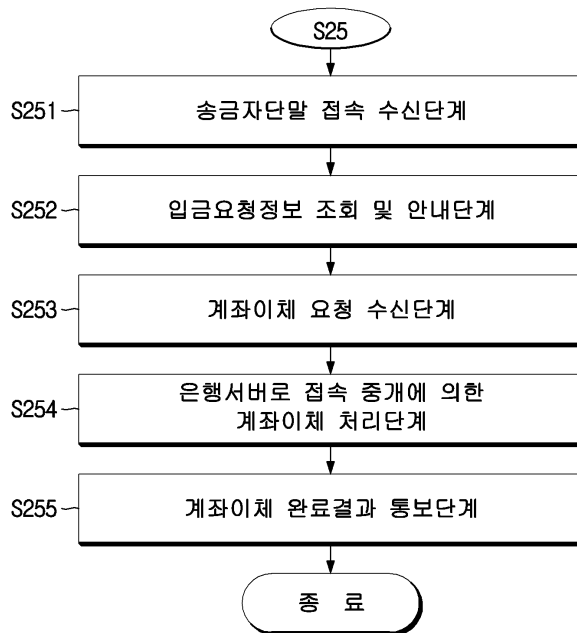 S25
S251
송금자단말 접속 수신단계
S252
입금요청정보 조회 및 안내단계
S253
계좌이체 요청 수신단계
S254
은행서버로 접속 중개에 의한
계좌이체 처리단계
S255
계좌이체 완료결과 통보단계
종 료